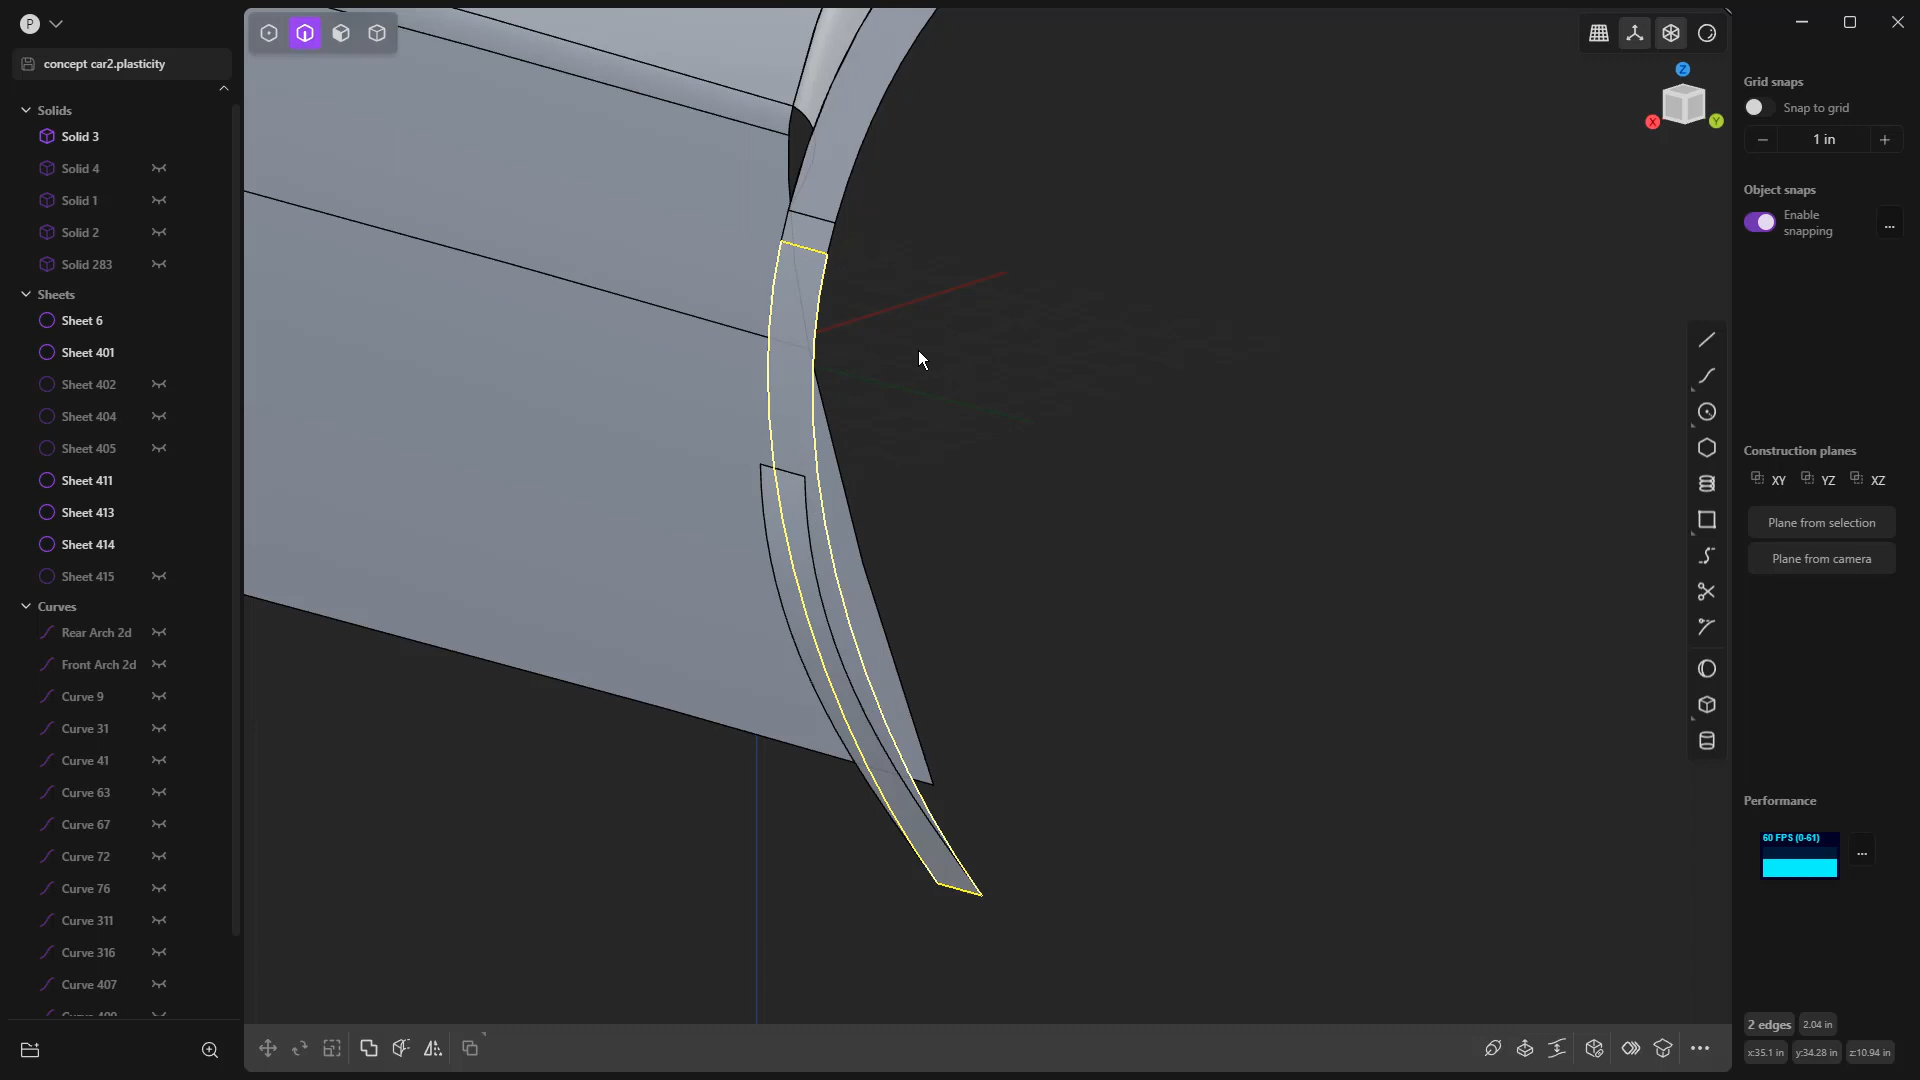 P
concept car2.plasticity
Solids
Solid 3
Solid 4
Solid 1
Solid 2
Solid 283
Sheets
Sheet 6
Sheet 401
Sheet 402
Sheet 404
Sheet 405
Sheet 411
Sheet 413
Sheet 414
Sheet 415
Curves
Rear Arch 2d
Front Arch 2d
Curve 9
Curve 31
Curve 41
Curve 63
Curve 67
Curve 72
Curve 76
Curve 311
Curve 316
Curve 407
Z
X
Y
Grid snaps
Snap to grid
1 in
Object snaps
Enable
snapping
...
Construction planes
XY
YZ
XZ
Plane from selection
Plane from camera
Performance
60 FPS (0-61)
...
2 edges
2.04 in
x:35.1 in
y:34.28 in
z:10.94 in